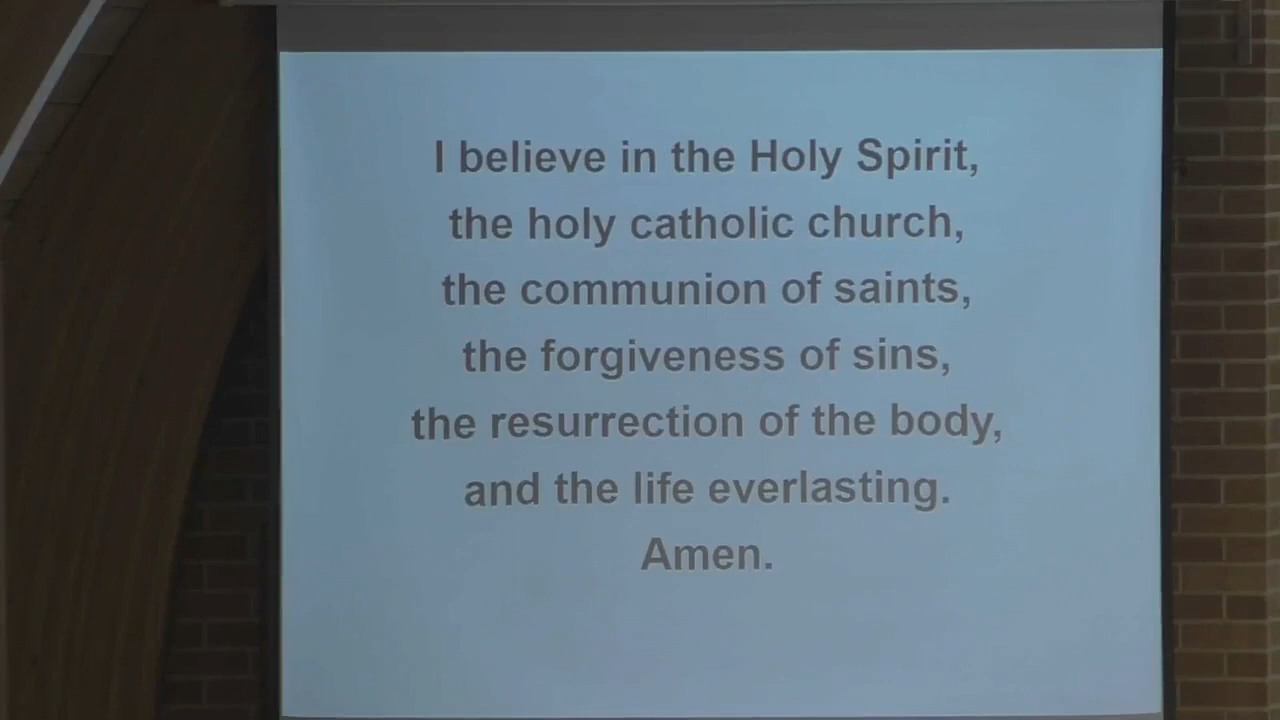 I believe in the Holy Spirit,
the holy catholic church,
the communion of saints,
the forgiveness of sins,
the resurrection of the body,
and the life everlasting.
Amen.